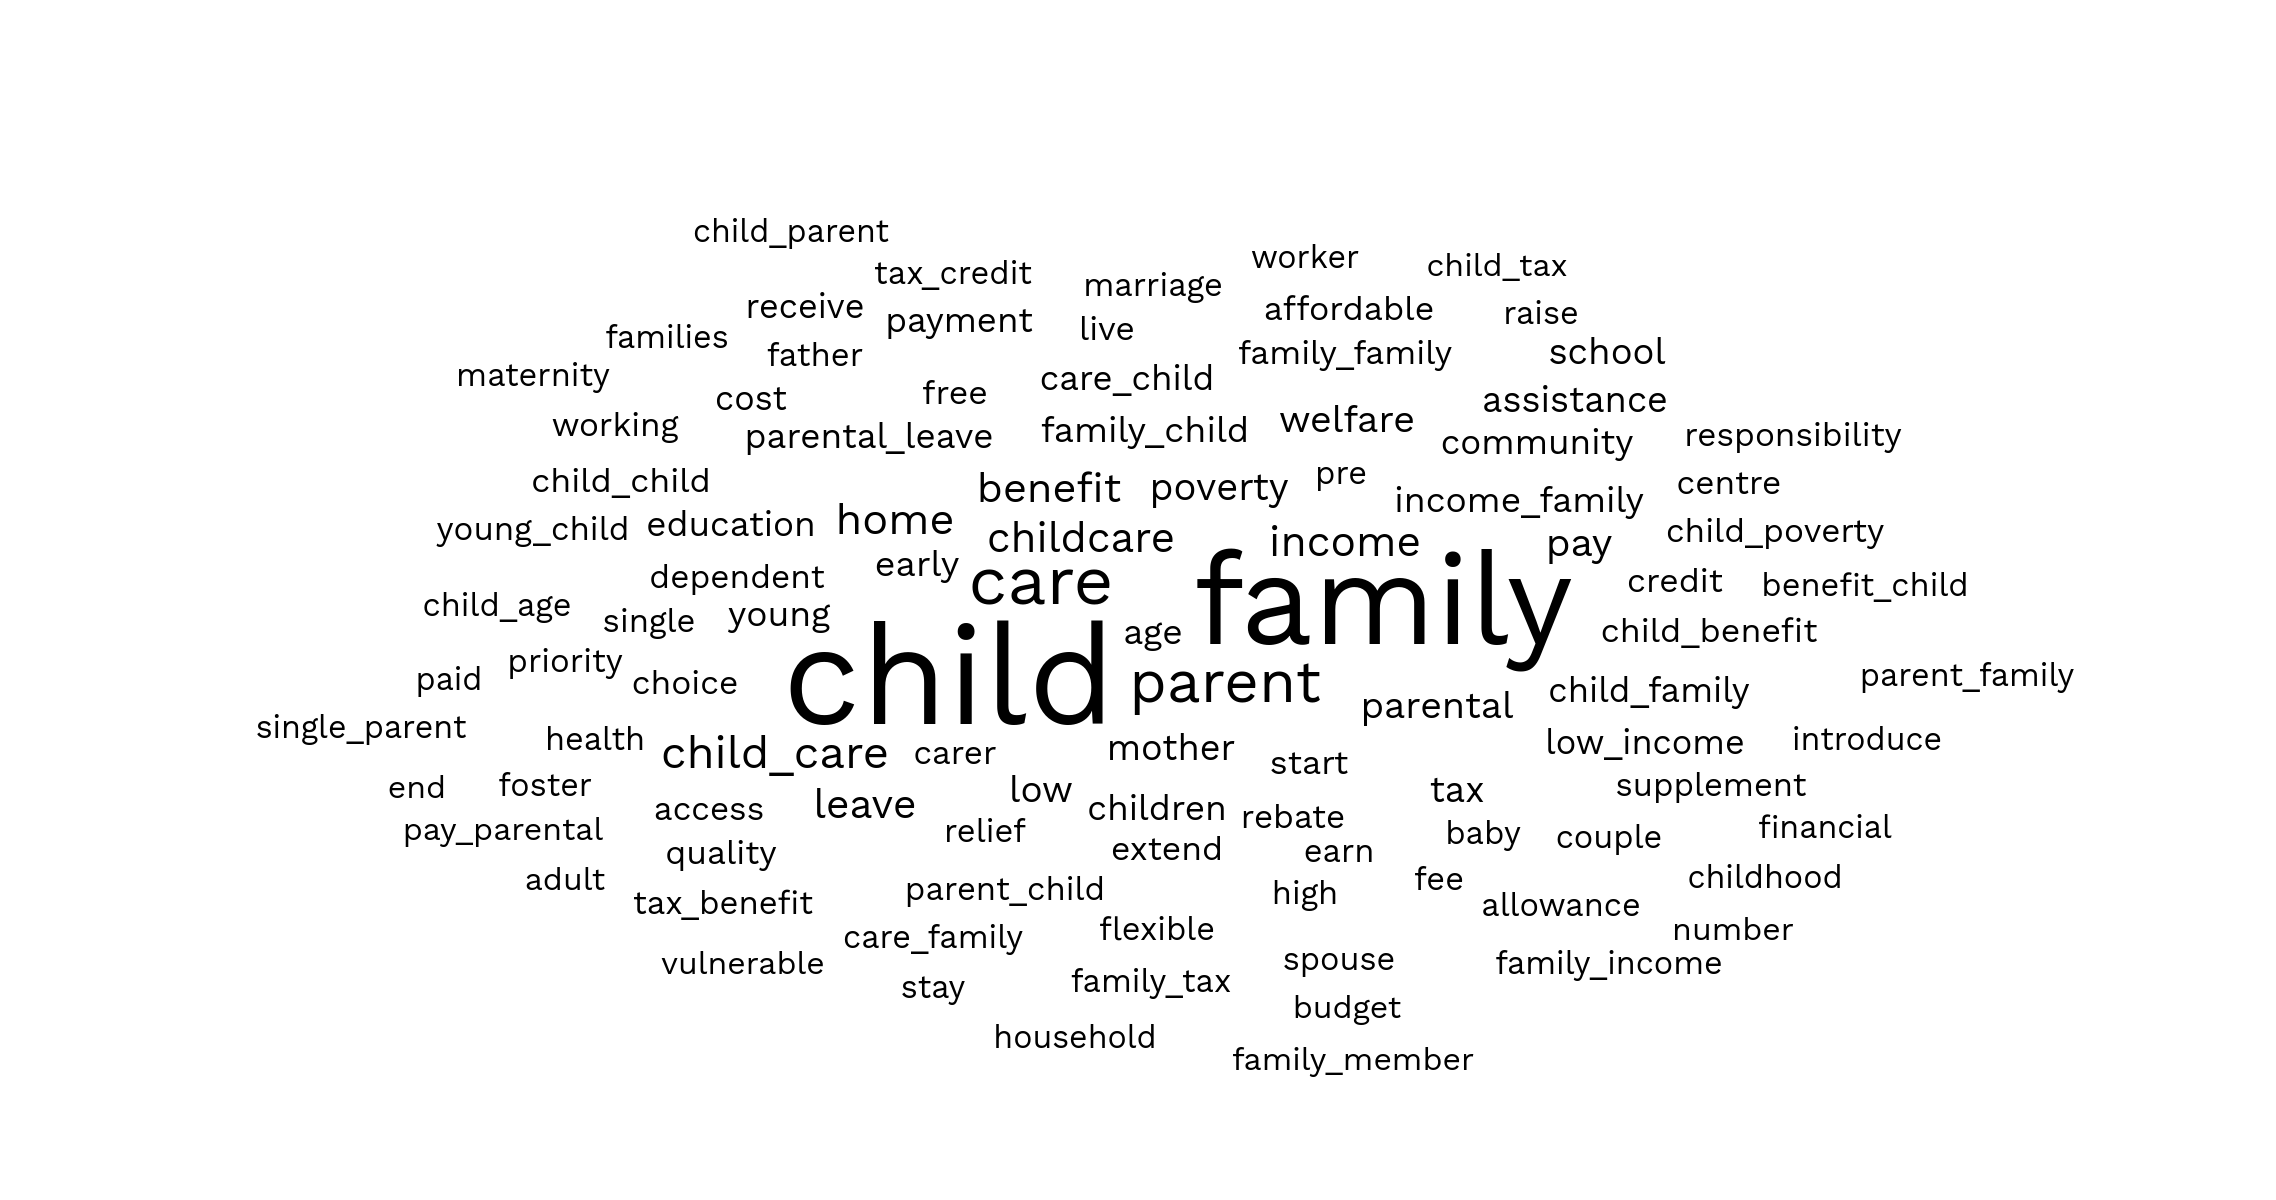 child_parent
worker
child_tax
tax_credit
marriage
receive
payment
affordable
raise
families
father
live
family_family
school
maternity
cost
free
care_child
assistance
working
parental_leave
family_child
welfare
community
responsibility
child_child
benefit
poverty
pre
income_family
centre
young_child
education
home
childcare
income
pay
child_poverty
dependent
early
care
family
credit
benefit_child
child_age
single
young
age
child_benefit
paid
priority
choice
child
parent
parental
child_family
parent_family
single_parent
health
child_care
carer
mother
start
low_income
introduce
end
foster
access
leave
low
children
rebate
tax
supplement
pay_parental
quality
relief
extend
earn
baby
couple
financial
adult
tax_benefit
parent_child
high
fee
allowance
childhood
vulnerable
care_family
flexible
spouse
family_income
number
stay
family_tax
budget
household
family_member